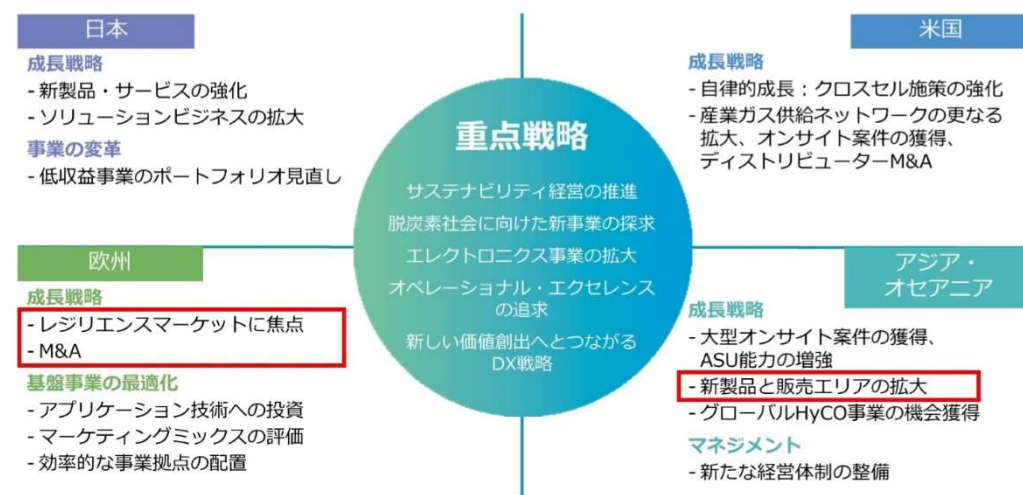 日本
成長戦略
- 新製品・サービスの強化
- ソリューションビジネスの拡大
事業の変革
- 低収益事業のポートフォリオ見直し
米国
成長戦略
- 自律的成長：クロスセル施策の強化
- 産業ガス供給ネットワークの更なる
拡大、オンサイト案件の獲得、
ディストリビューターM&A
重点戦略
サステナビリティ経営の推進
脱炭素社会に向けた新事業の探求
エレクトロニクス事業の拡大
オペレーショナル・エクセレンス
の追求
新しい価値創出へとつながる
DX戦略
欧州
成長戦略
- レジリエンスマーケットに焦点
- M&A
基盤事業の最適化
- アプリケーション技術への投資
- マーケティングミックスの評価
- 効率的な事業拠点の配置
アジア・
オセアニア
成長戦略
- 大型オンサイト案件の獲得、
ASU能力の増強
- 新製品と販売エリアの拡大
- グローバルHyCO事業の機会獲得
マネジメント
- 新たな経営体制の整備